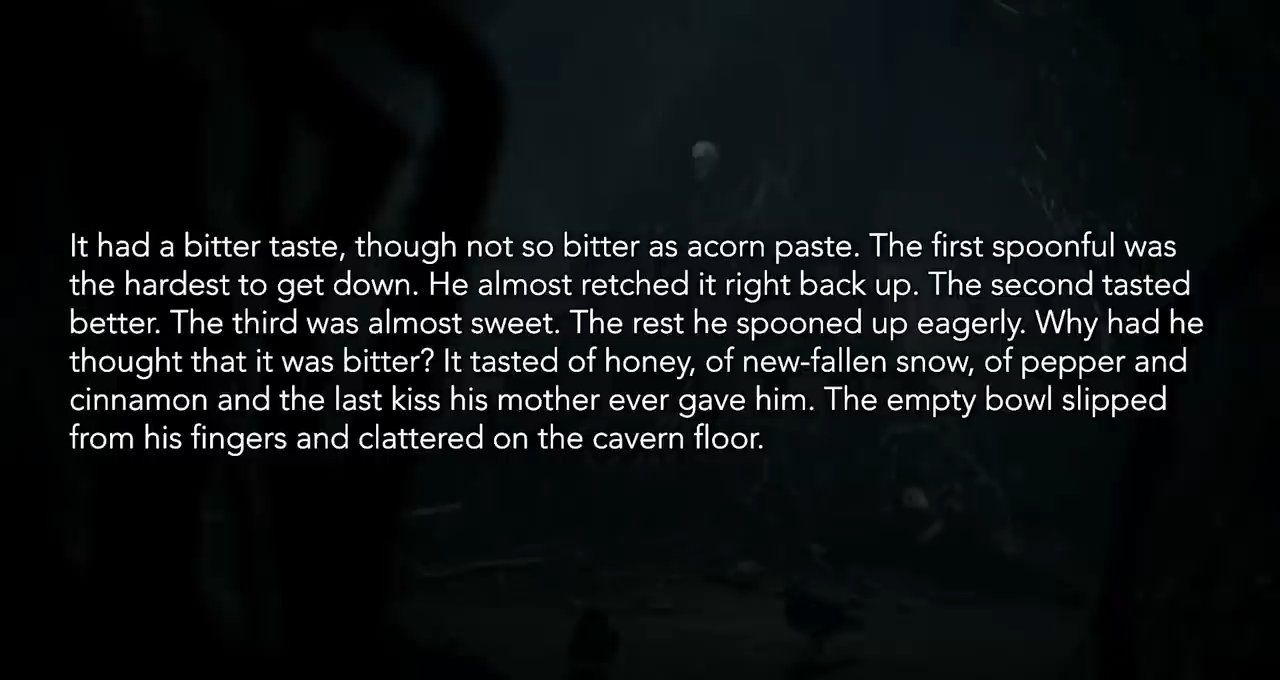 It had a bitter taste, though not so bitter as acorn paste. The first spoonful was
the hardest to get down. He almost retched it right back up. The second tasted
better. The third was almost sweet. The rest he spooned up eagerly. Why had he
thought that it was bitter? It tasted of honey, of new-fallen snow, of pepper and
cinnamon and the last kiss his mother ever gave him. The empty bowl slipped
from his fingers and clattered on the cavern floor.